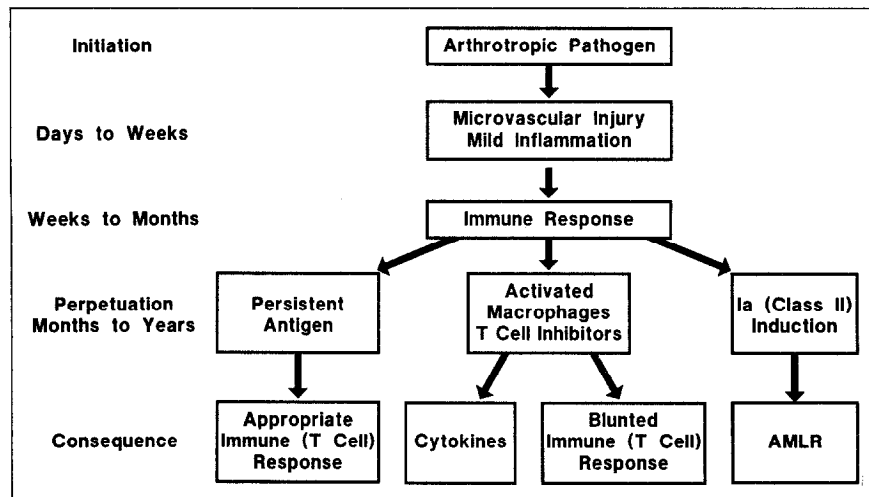 Initiation
Arthrotropic Pathogen
Days to Weeks
Microvascular Injury
Mild Inflammation
Weeks to Months
Immune Response
Perpetuation
Months to Years
Persistent
Antigen
Activated
Macrophages
T Cell Inhibitors
Ia (Class II)
Induction
Consequence
Appropriate
Immune (T Cell)
Response
Cytokines
Blunted
Immune (T Cell)
Response
AMLR